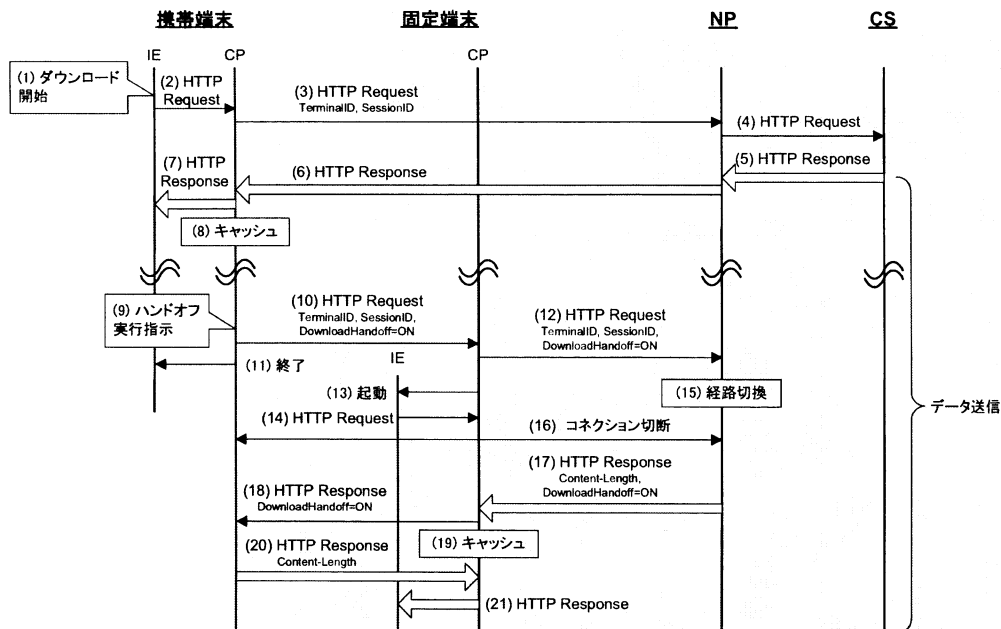 携帯端末
固定端末
NP
CS
IE
CP
CP
(1) ダウンロード
開始
(2) HTTP
Request
(3) HTTP Request
TerminalID, SessionID
(4) HTTP Request
(5) HTTP Response
(6) HTTP Response
(7) HTTP
Response
(8) キャッシュ
(9) ハンドオフ
実行指示
(10) HTTP Request
TerminalID, SessionID,
DownloadHandoff=ON
(11) 終了
(12) HTTP Request
TerminalID, SessionID,
DownloadHandoff=ON
IE
(13) 起動
(14) HTTP Request
(15) 経路切換
(16) コネクション切断
データ送信
(17) HTTP Response
Content-Length,
DownloadHandoff=ON
(18) HTTP Response
DownloadHandoff=ON
(19) キャッシュ
(20) HTTP Response
Content-Length
(21) HTTP Response